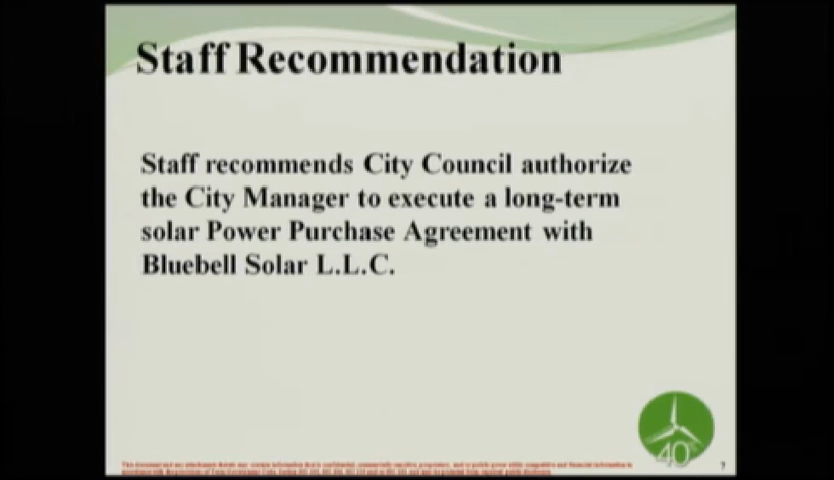 Staff Recommendation
Staff recommends City Council authorize
the City Manager to execute a long-term
solar Power Purchase Agreement with
Bluebell Solar L.L.C.
40%
7